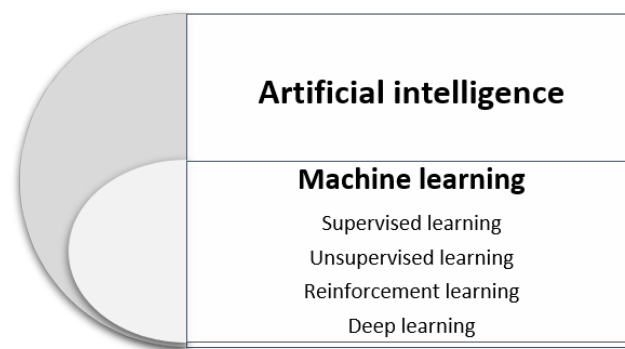 Artificial intelligence
Machine learning
Supervised learning
Unsupervised learning
Reinforcement learning
Deep learning